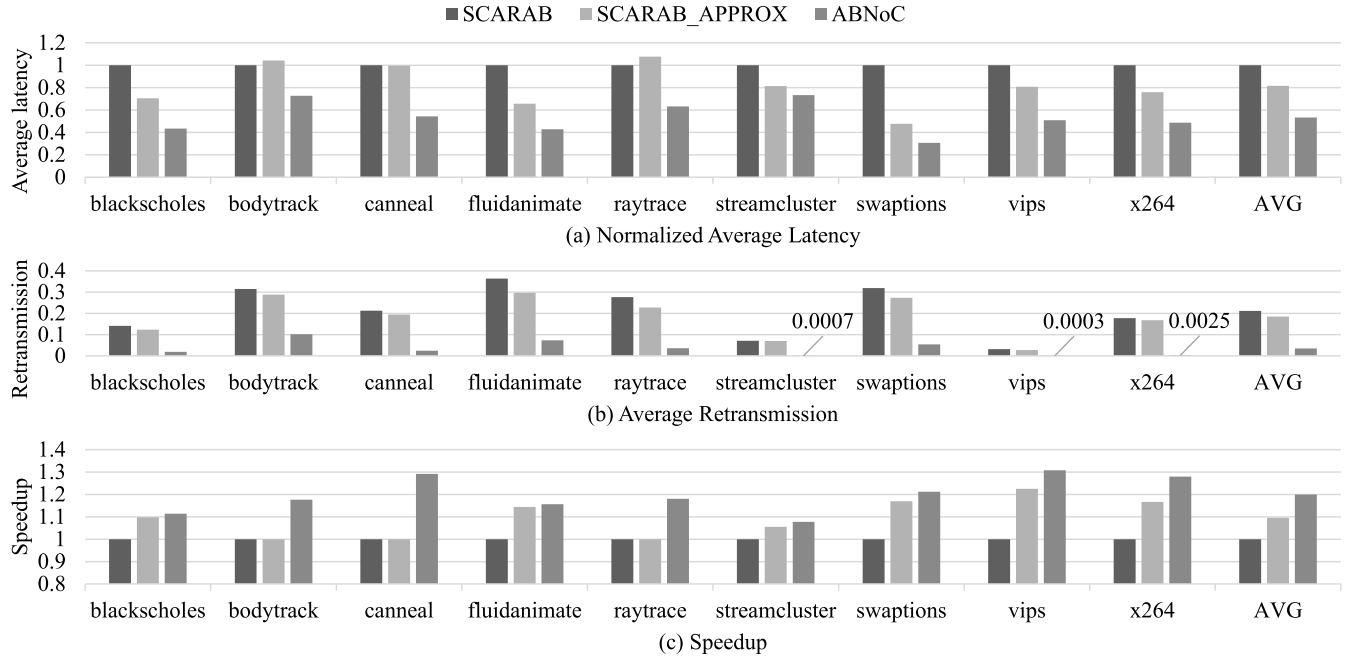 SCARAB SCARAB_APPROX ABNoC
Average latency
1.2
1
0.8
0.6
0.4
0.2
0
blackscholes bodytrack canneal fluidanimate raytrace streamcluster swaptions vips x264 AVG
(a) Normalized Average Latency
Retransmission
0.4
0.3
0.2
0.1
0
0.0007 0.0003 0.0025
blackscholes bodytrack canneal fluidanimate raytrace streamcluster swaptions vips x264 AVG
(b) Average Retransmission
Speedup
1.4
1.3
1.2
1.1
1
0.9
0.8
blackscholes bodytrack canneal fluidanimate raytrace streamcluster swaptions vips x264 AVG
(c) Speedup